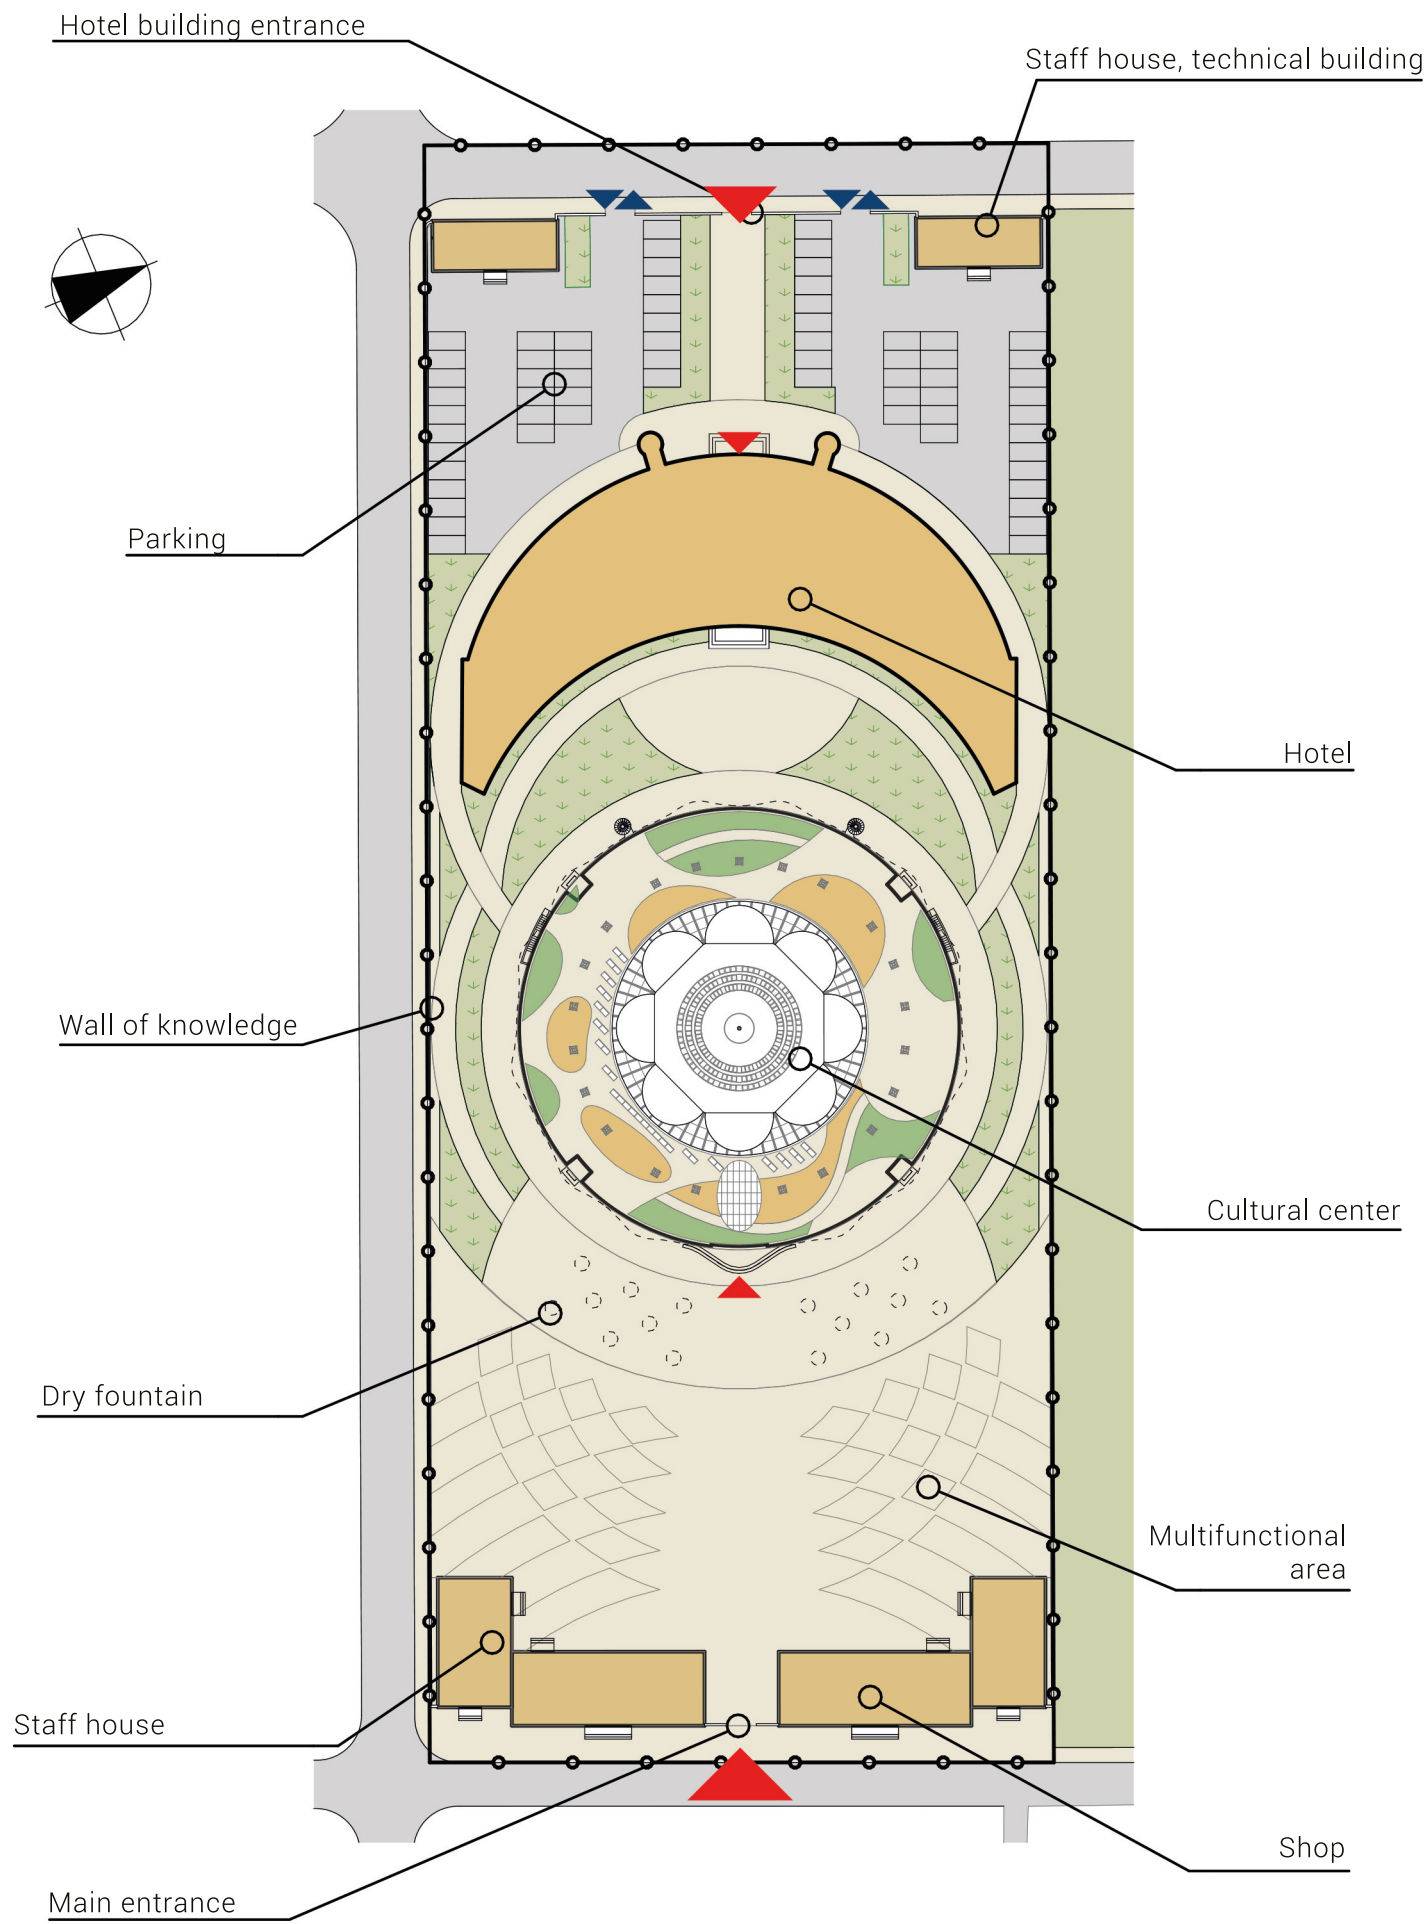 Hotel building entrance
Staff house, technical building
Parking
Hotel
Wall of knowledge
Cultural center
Dry fountain
Multifunctional
area
Staff house
Shop
Main entrance